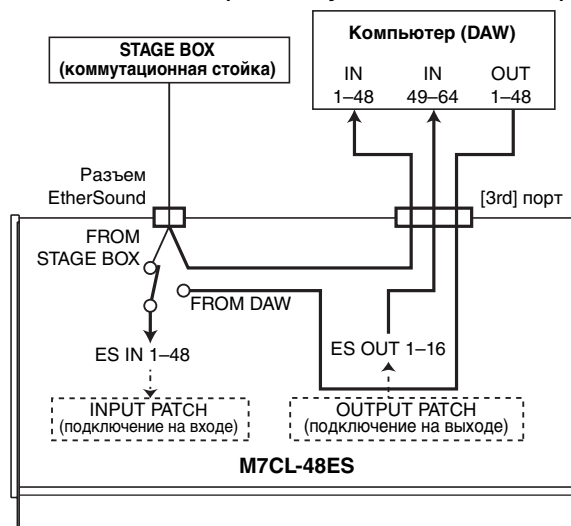 STAGE BOX
(коммутационная стойка)
Компьютер (DAW)
IN
1–48
IN
49–64
OUT
1–48
Разъем
EtherSound
[3rd] порт
FROM
STAGE BOX
FROM DAW
ES IN 1–48
ES OUT 1–16
INPUT PATCH
(подключение на входе)
OUTPUT PATCH
(подключение на выходе)
M7CL-48ES